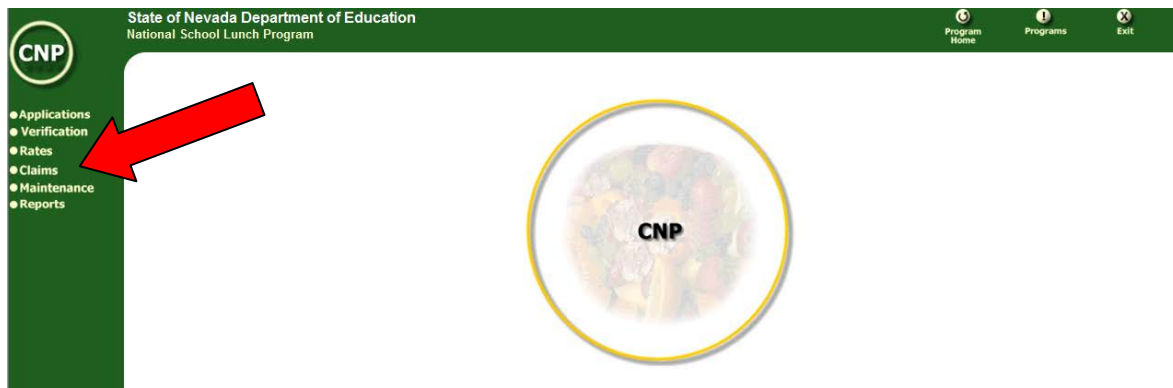 State of Nevada Department of Education
National School Lunch Program
Program
Home
Programs
Exit
CNP
Applications
Verification
Rates
Claims
Maintenance
Reports
CNP